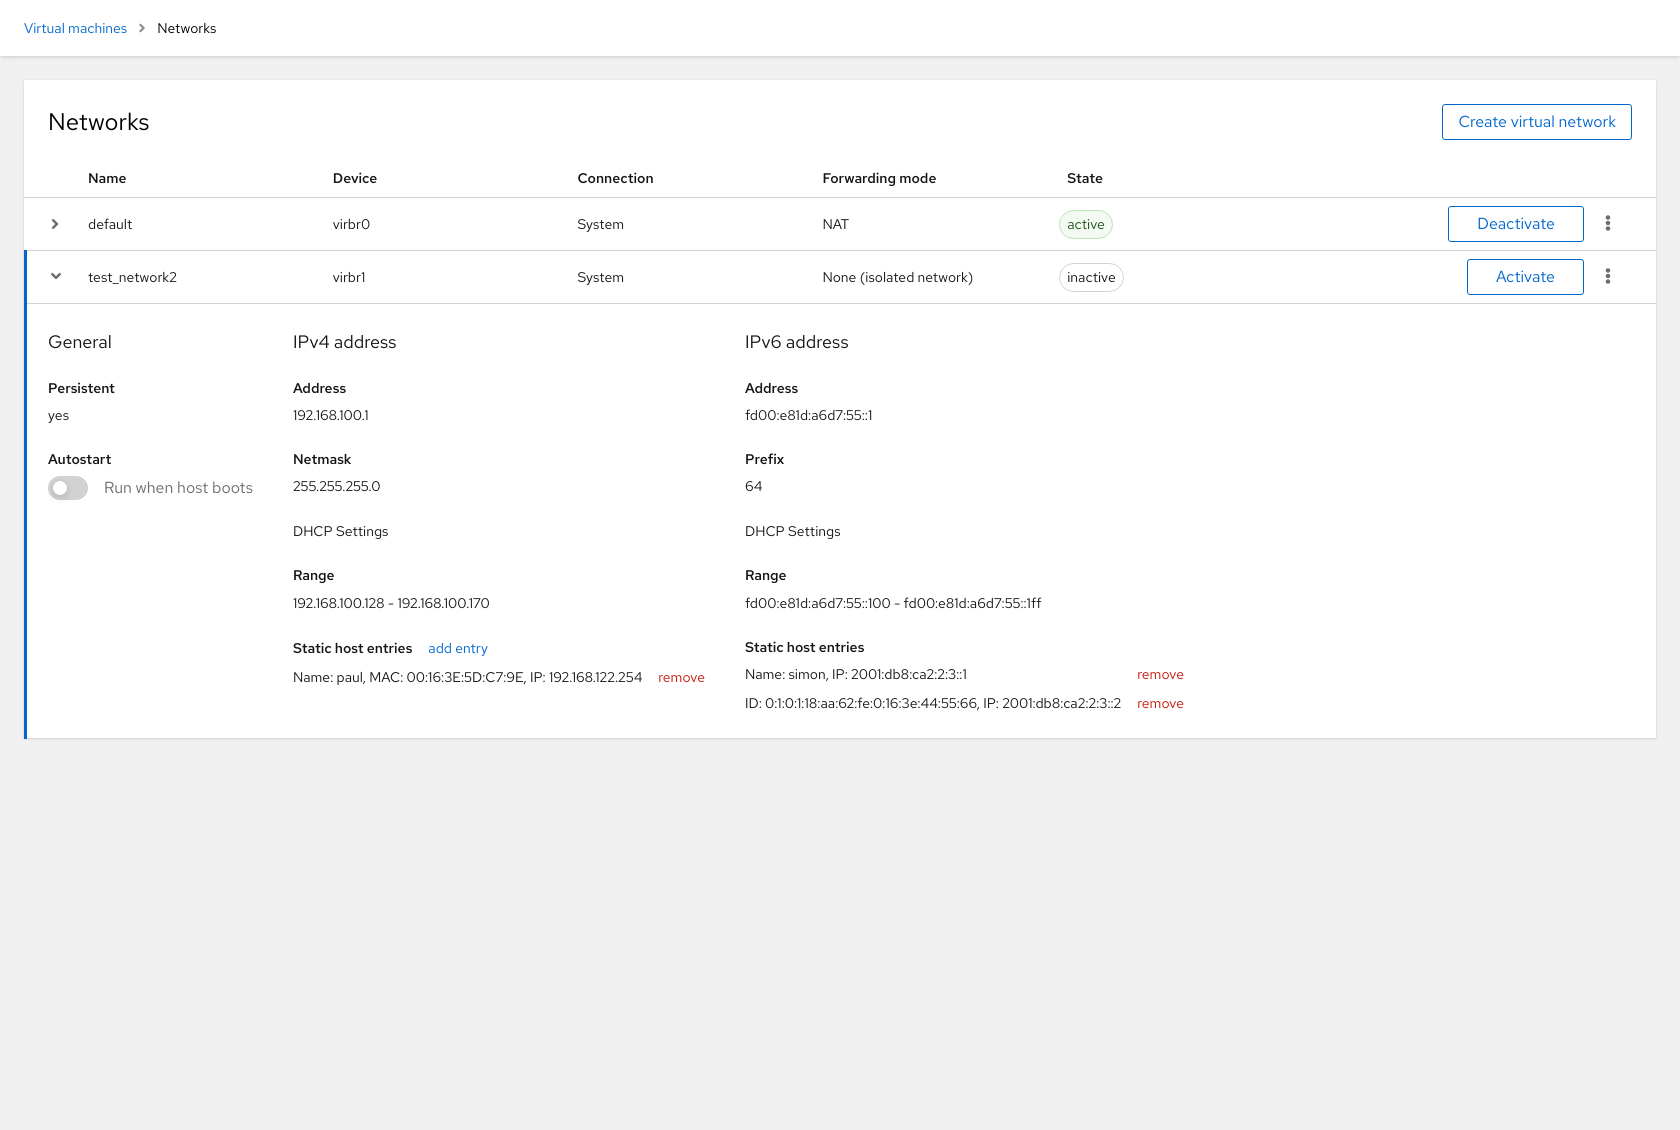 Virtual machines > Networks
Networks
Create virtual network
Name Device Connection Forwarding mode State
default virbr0 System NAT active Deactivate
test_network2 virbr1 System None (isolated network) inactive Activate
General
Persistent
yes
Autostart
Run when host boots
IPv4 address
Address
192.168.100.1
Netmask
255.255.255.0
DHCP Settings
Range
192.168.100.128 - 192.168.100.170
Static host entries add entry
Name: paul, MAC: 00:16:3E:5D:C7:9E, IP: 192.168.122.254 remove
IPv6 address
Address
fd00:e81d:a6d7:55::1
Prefix
64
DHCP Settings
Range
fd00:e81d:a6d7:55::100 - fd00:e81d:a6d7:55::1ff
Static host entries
Name: simon, IP: 2001:db8:ca2:2:3::1 remove
ID: 0:1:0:1:18:aa:62:fe:0:16:3e:44:55:66, IP: 2001:db8:ca2:2:3::2 remove